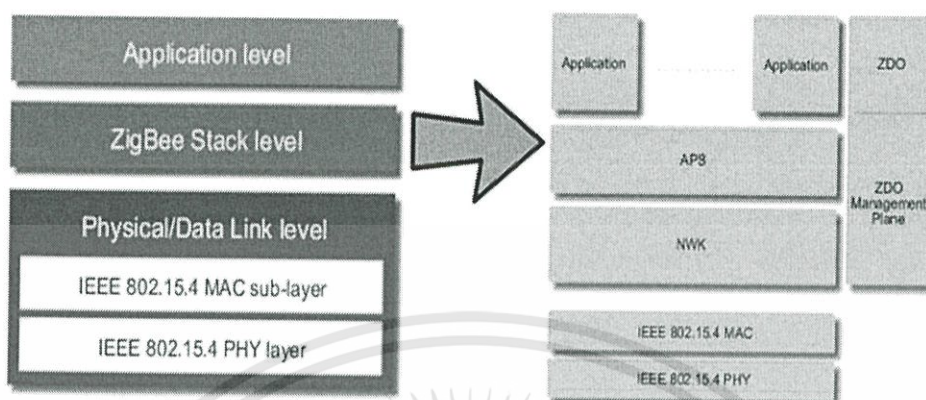 Application level
ZigBee Stack level
Physical/Data Link level
IEEE 802.15.4 MAC sub-layer
IEEE 802.15.4 PHY layer
Application
Application
ZDO
APS
ZDO
Management
Plane
NWK
IEEE 802.15.4 MAC
IEEE 802.15.4 PHY